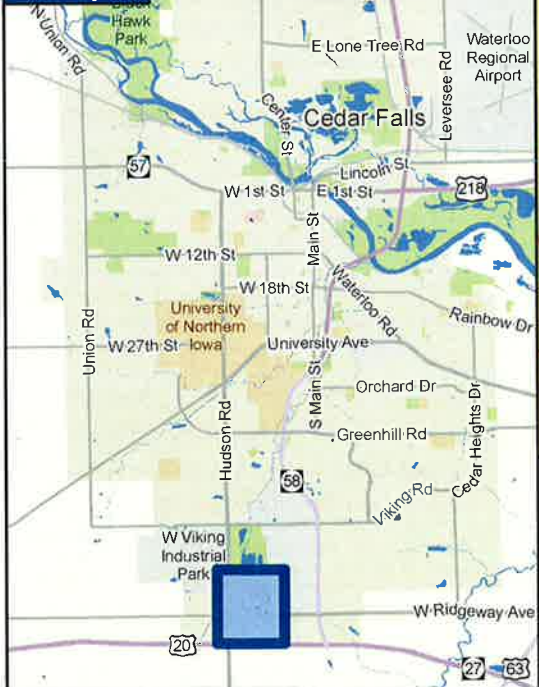 Hawk
Park
N Union Rd
E Lone Tree Rd
Waterloo
Regional
Airport
Leversee Rd
Center St
Cedar Falls
57
Lincoln St
W 1st St
E 1st St
218
Main St
W 12th St
W 18th St
Waterloo Rd
University
of Northern
Iowa
Rainbow Dr
Union Rd
W 27th St
University Ave
S Main St
Orchard Dr
Hudson Rd
Greenhill Rd
Cedar Heights Dr
58
Viking Rd
W Viking
Industrial
Park
W Ridgeway Ave
20
27
63